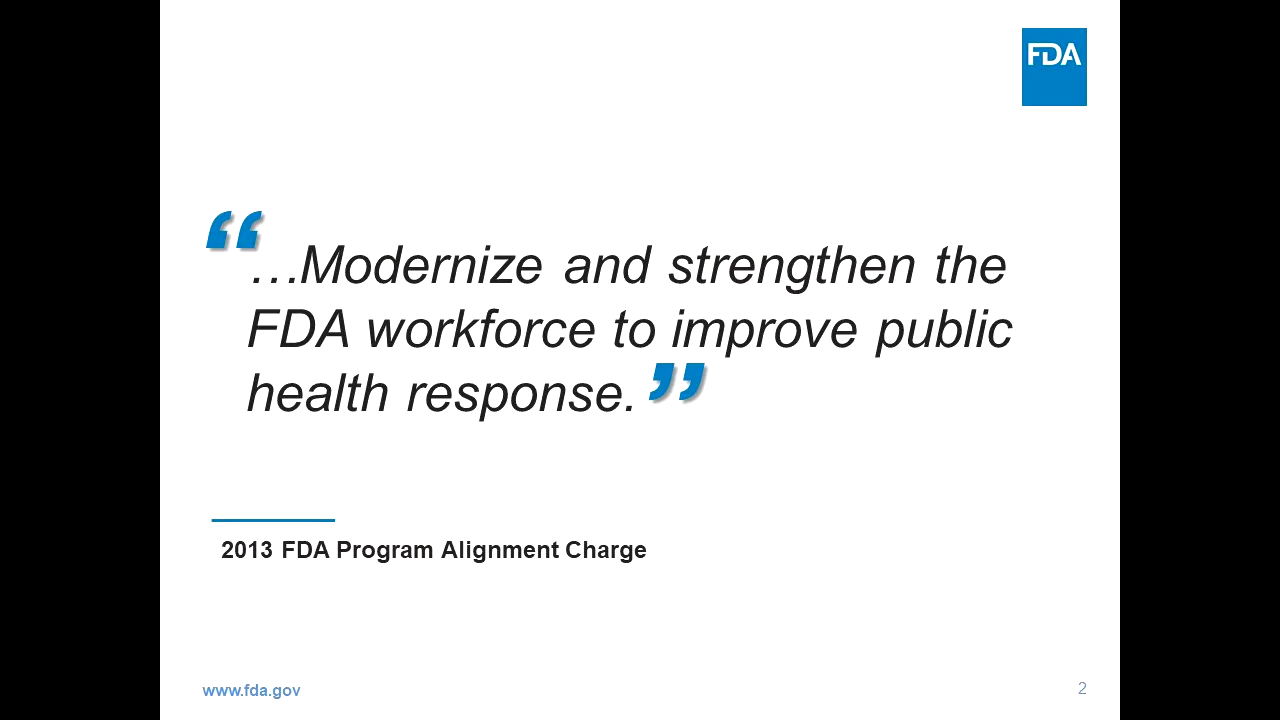 FDA
“…Modernize and strengthen the
FDA workforce to improve public
health response.”
2013 FDA Program Alignment Charge
www.fda.gov
2